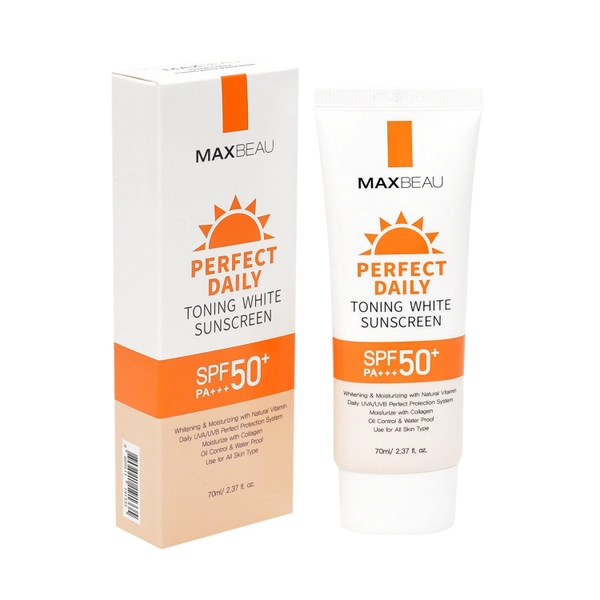 MAXBEAU
MAXBEAU
PERFECT
DAILY
TONING WHITE
SUNSCREEN
SPF50+
PA+++
Whitening & Moisturizing with Natural Vitamin
Daily UVA/UVB Perfect Protection System
Moisturize with Collagen
Oil Control & Water Proof
Use for All Skin Type
70ml/ 2.37 fl. oz.
MAXBEAU
PERFECT
DAILY
TONING WHITE
SUNSCREEN
SPF50+
PA+++
Whitening & Moisturizing with Natural Vitamin
Daily UVA/UVB Perfect Protection System
Moisturize with Collagen
Oil Control & Water Proof
Use for All Skin Type
70ml/ 2.37 fl. oz.